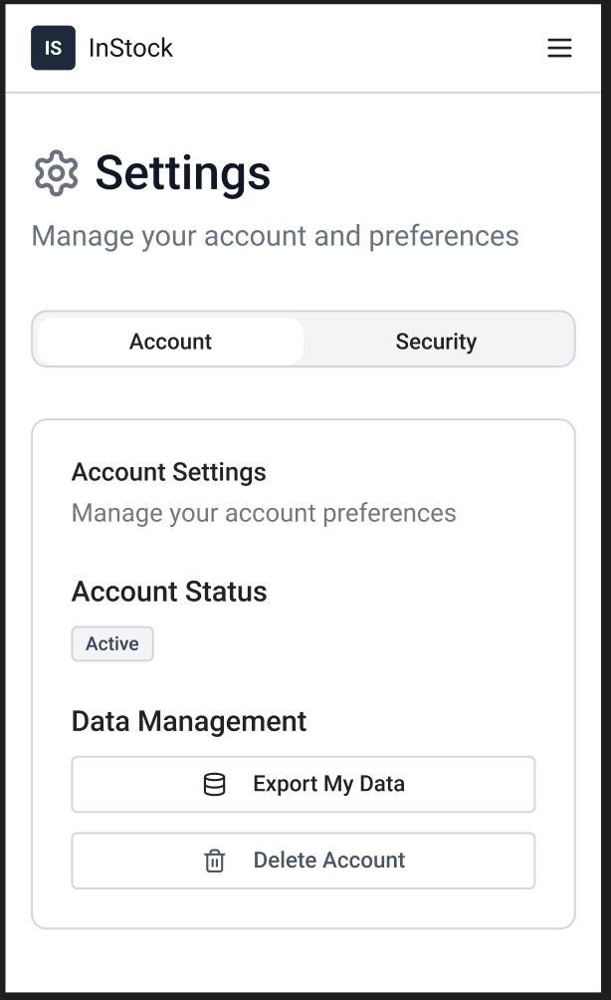 IS InStock
Settings
Manage your account and preferences
Account Security
Account Settings
Manage your account preferences
Account Status
Active
Data Management
Export My Data
Delete Account